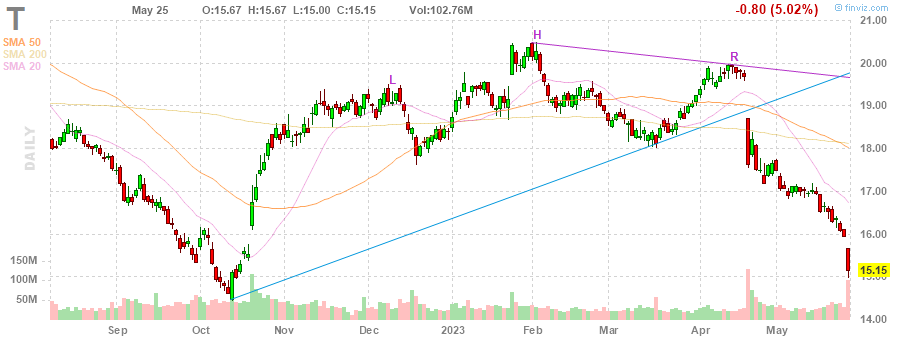 T
May 25 O:15.67 H:15.67 L:15.00 C:15.15 Vol:102.76M -0.80 (5.02%)
© finviz.com
SMA 50
SMA 200
SMA 20
DAILY
L
H
R
21.00
20.00
19.00
18.00
17.00
16.00
15.15
15.00
14.00
150M
100M
50M
Sep Oct Nov Dec 2023 Feb Mar Apr May